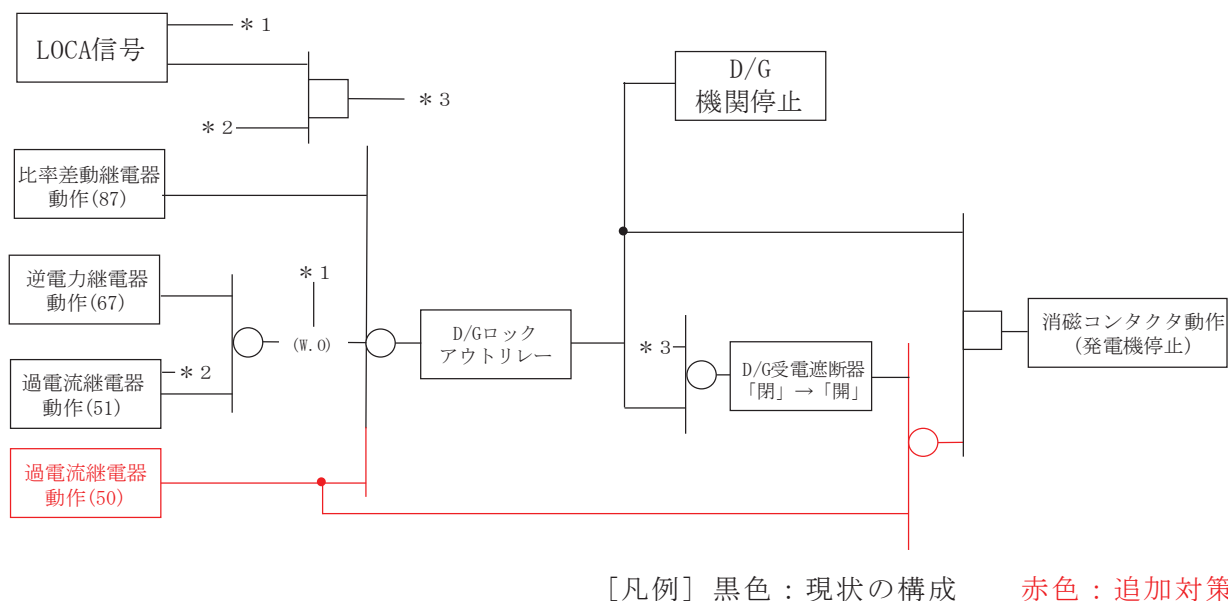 LOCA信号
＊１
＊３
＊２
D/G
機関停止
比率差動継電器
動作(87)
逆電力継電器
動作(67)
＊１
(W.O)
過電流継電器
動作(51)
＊２
D/Gロック
アウトリレー
＊３
D/G受電遮断器
「閉」→「開」
消磁コンタクタ動作
(発電機停止)
過電流継電器
動作(50)
［凡例］黒色：現状の構成　赤色：追加対策